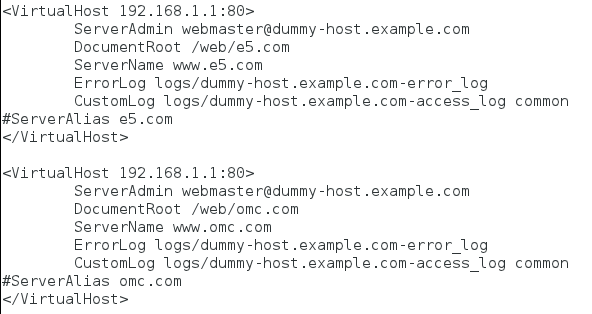 <VirtualHost 192.168.1.1:80>
        ServerAdmin webmaster@dummy-host.example.com
        DocumentRoot /web/e5.com
        ServerName www.e5.com
        ErrorLog logs/dummy-host.example.com-error_log
        CustomLog logs/dummy-host.example.com-access_log common
#ServerAlias e5.com
</VirtualHost>

<VirtualHost 192.168.1.1:80>
        ServerAdmin webmaster@dummy-host.example.com
        DocumentRoot /web/omc.com
        ServerName www.omc.com
        ErrorLog logs/dummy-host.example.com-error_log
        CustomLog logs/dummy-host.example.com-access_log common
#ServerAlias omc.com
</VirtualHost>